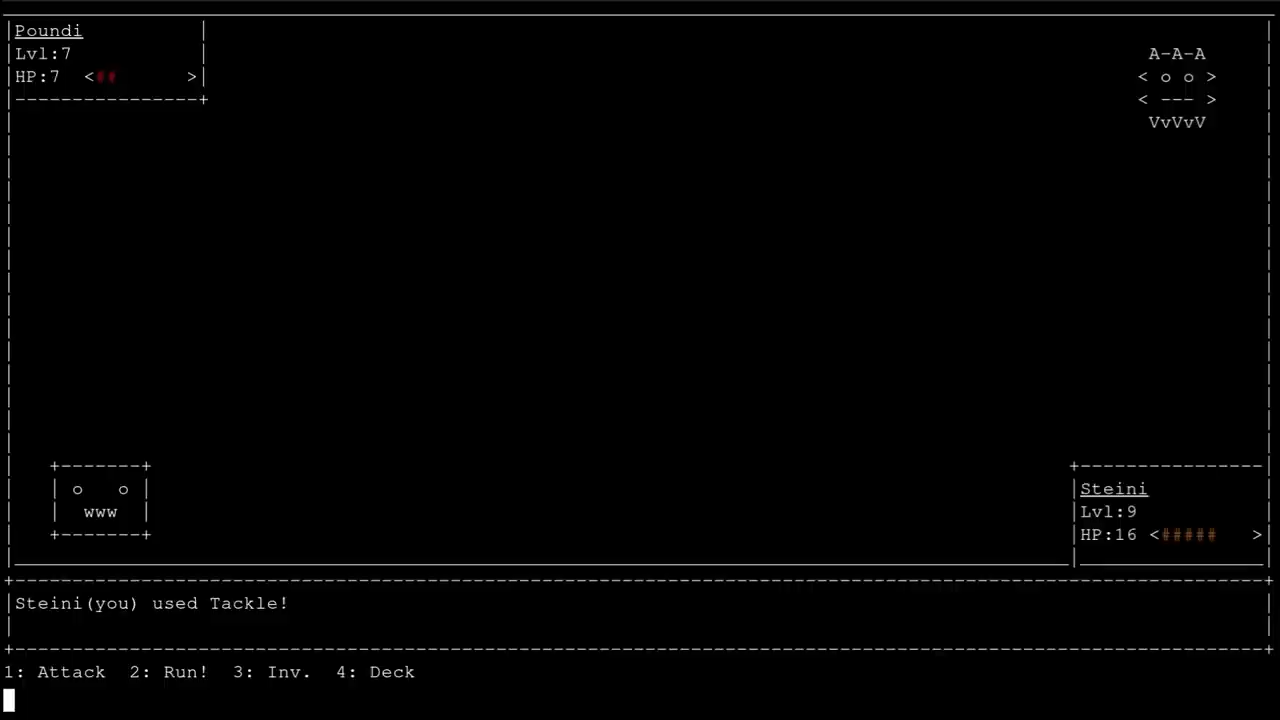 Poundi
Lvl:7
HP:7 <## >
A-A-A
< o o >
< --- >
VvVvV
o o
www
Steini
Lvl:9
HP:16 <##### >
Steini(you) used Tackle!
1: Attack 2: Run! 3: Inv. 4: Deck